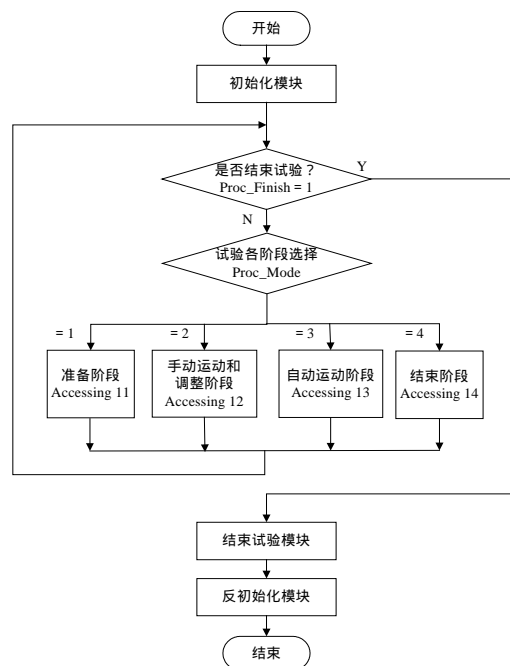 开始
初始化模块
是否结束试验？
Y
Proc_Finish = 1
N
试验各阶段选择
Proc_Mode
= 1
= 2
= 3
= 4
准备阶段
Accessing 11
手动运动和
调整阶段
Accessing 12
自动运动阶段
Accessing 13
结束阶段
Accessing 14
结束试验模块
反初始化模块
结束